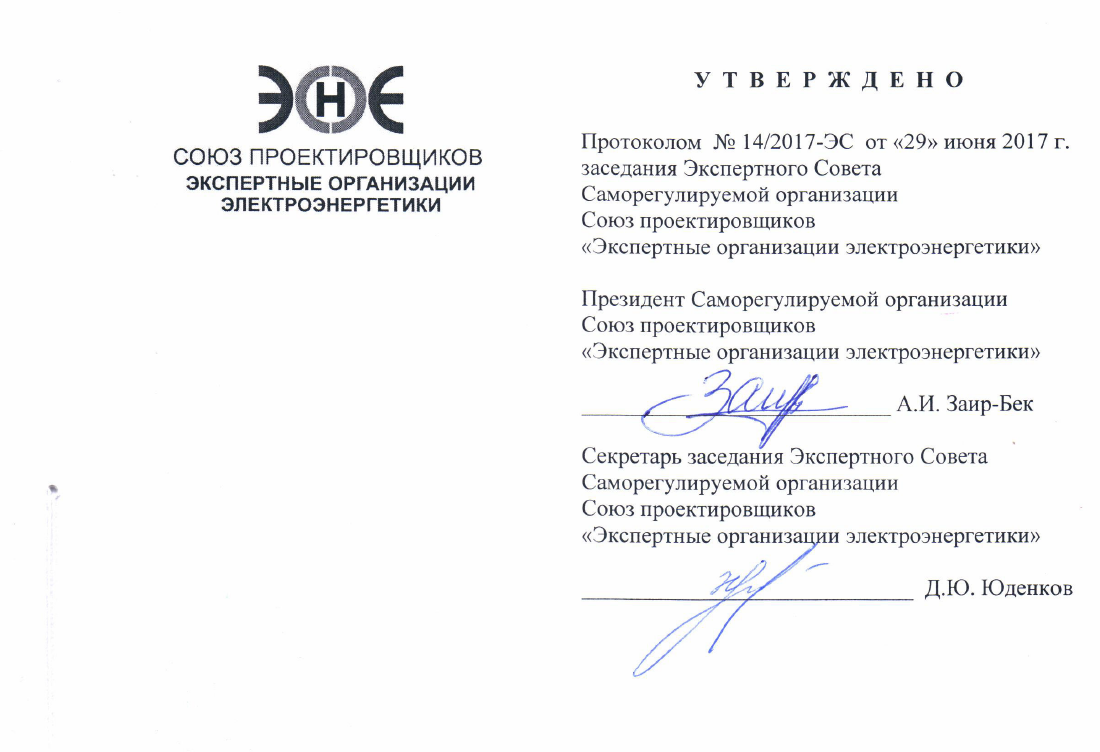 ЭНЕ
СОЮЗ ПРОЕКТИРОВЩИКОВ
ЭКСПЕРТНЫЕ ОРГАНИЗАЦИИ
ЭЛЕКТРОЭНЕРГЕТИКИ
У Т В Е Р Ж Д Е Н О
Протоколом № 14/2017-ЭС от «29» июня 2017 г.
заседания Экспертного Совета
Саморегулируемой организации
Союз проектировщиков
«Экспертные организации электроэнергетики»
Президент Саморегулируемой организации
Союз проектировщиков
«Экспертные организации электроэнергетики»
А.И. Заир-Бек
Секретарь заседания Экспертного Совета
Саморегулируемой организации
Союз проектировщиков
«Экспертные организации электроэнергетики»
Д.Ю. Юденков